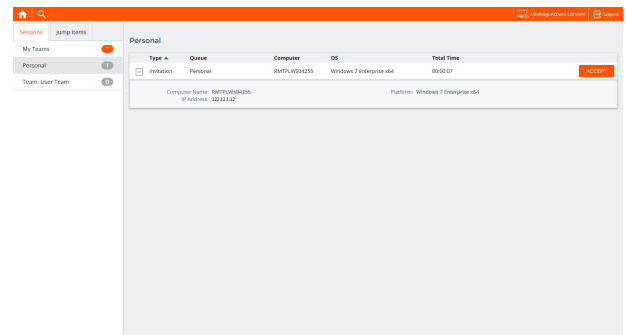 Desktop Access Console Logout
Sessions Jump Items
My Teams 1
Personal 1
Team: User Team 0
Personal
Type Queue Computer OS Total Time
Invitation Personal RMTPLWS04255 Windows 7 Enterprise x64 00:00:07 ACCEPT
Computer Name: RMTPLWS04255 Platform: Windows 7 Enterprise x64
IP Address: 122.12.1.12